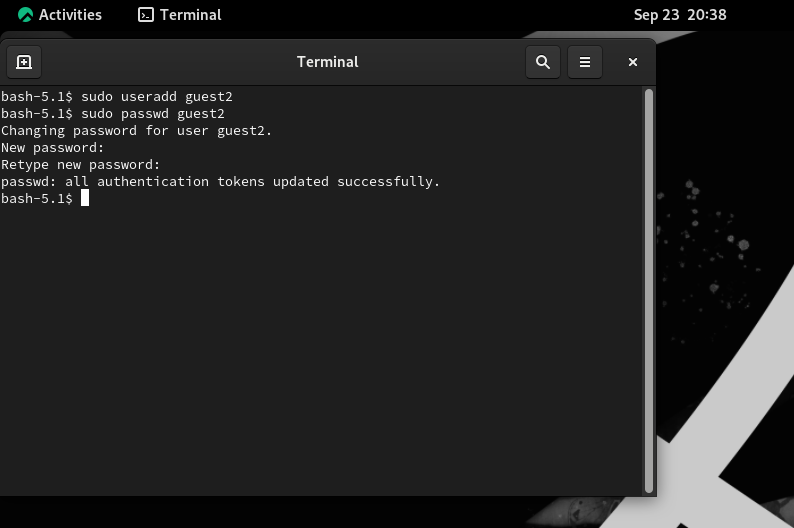 Activities Terminal Sep 23 20:38
Terminal
bash-5.1$ sudo useradd guest2
bash-5.1$ sudo passwd guest2
Changing password for user guest2.
New password:
Retype new password:
passwd: all authentication tokens updated successfully.
bash-5.1$